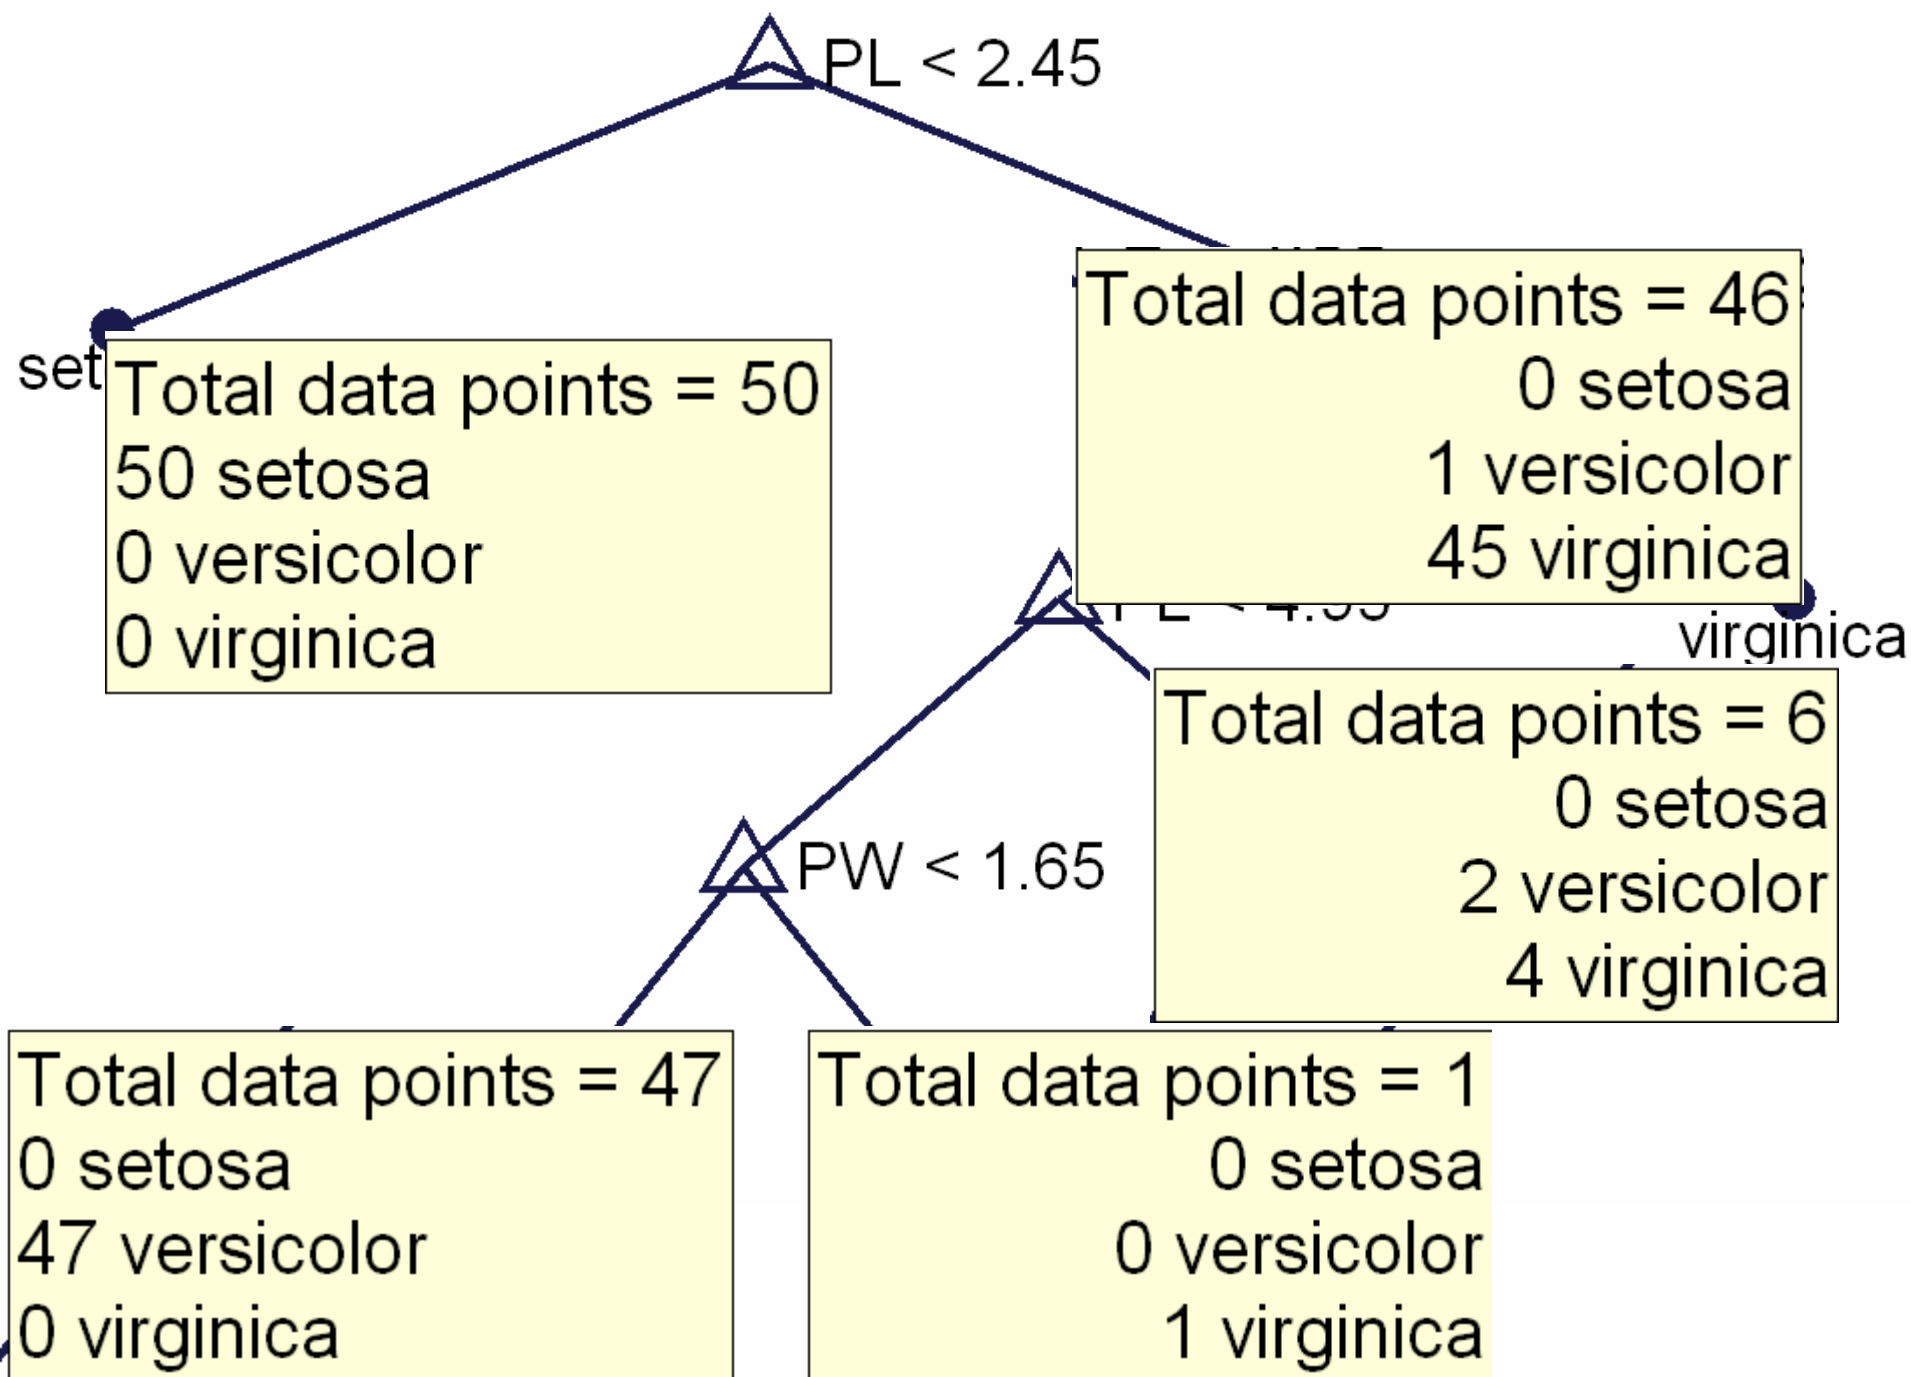 PL < 2.45
set
Total data points = 50
50 setosa
0 versicolor
0 virginica
Total data points = 46
0 setosa
1 versicolor
45 virginica
virginica
Total data points = 6
0 setosa
2 versicolor
4 virginica
PW < 1.65
Total data points = 47
0 setosa
47 versicolor
0 virginica
Total data points = 1
0 setosa
0 versicolor
1 virginica